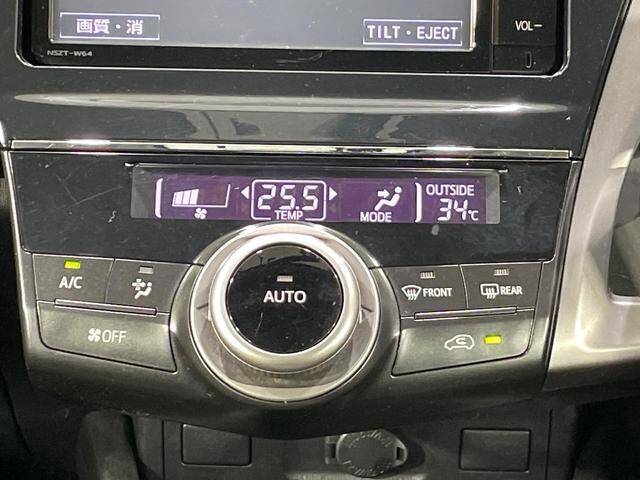 画質・消
TILT・EJECT
VOL−
NSZT-W64
25.5
TEMP
MODE
OUTSIDE
34℃
A/C
AUTO
FRONT
REAR
OFF